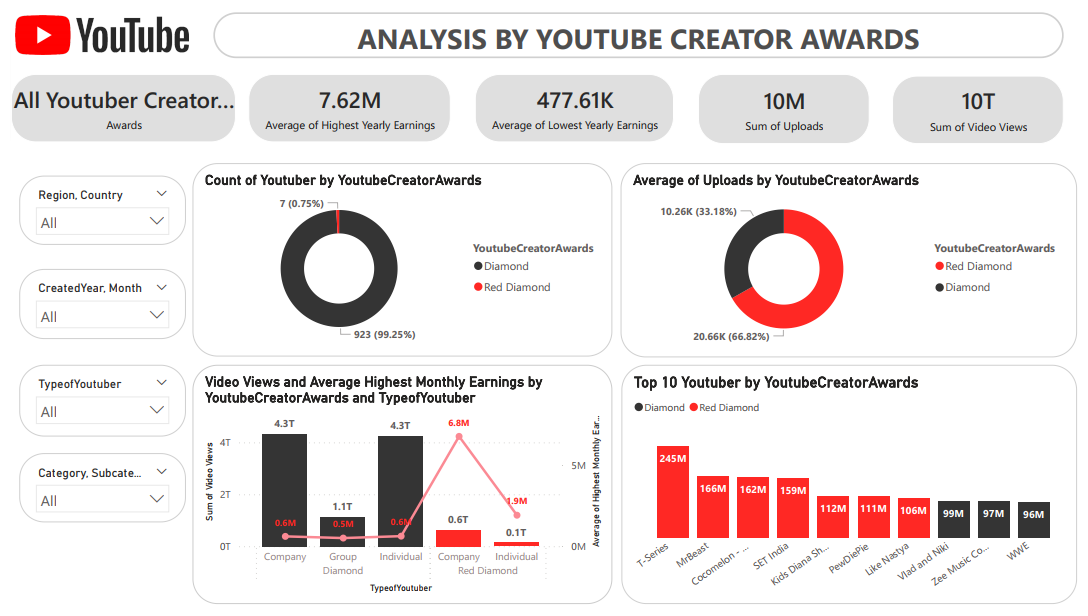 YouTube
ANALYSIS BY YOUTUBE CREATOR AWARDS
All Youtuber Creator...
Awards
7.62M
Average of Highest Yearly Earnings
477.61K
Average of Lowest Yearly Earnings
10M
Sum of Uploads
10T
Sum of Video Views
Region, Country
All
CreatedYear, Month
All
TypeofYoutuber
All
Category, Subcate...
All
Count of Youtuber by YoutubeCreatorAwards
7 (0.75%)
923 (99.25%)
YoutubeCreatorAwards
Diamond
Red Diamond
Average of Uploads by YoutubeCreatorAwards
10.26K (33.18%)
20.66K (66.82%)
YoutubeCreatorAwards
Red Diamond
Diamond
Video Views and Average Highest Monthly Earnings by
YoutubeCreatorAwards and TypeofYoutuber
Sum of Video Views
4T
2T
0T
4.3T
1.1T
4.3T
0.6T
0.1T
0.6M
0.5M
0.6M
6.8M
1.9M
5M
0M
Average of Highest Monthly Ear...
Company
Group
Individual
Company
Individual
Diamond
Red Diamond
TypeofYoutuber
Top 10 Youtuber by YoutubeCreatorAwards
Diamond Red Diamond
245M
166M
162M
159M
112M
111M
106M
99M
97M
96M
T-Series
MrBeast
Cocomelon - ...
SET India
Kids Diana Sh...
PewDiePie
Like Nastya
Vlad and Niki
Zee Music Co...
WWE